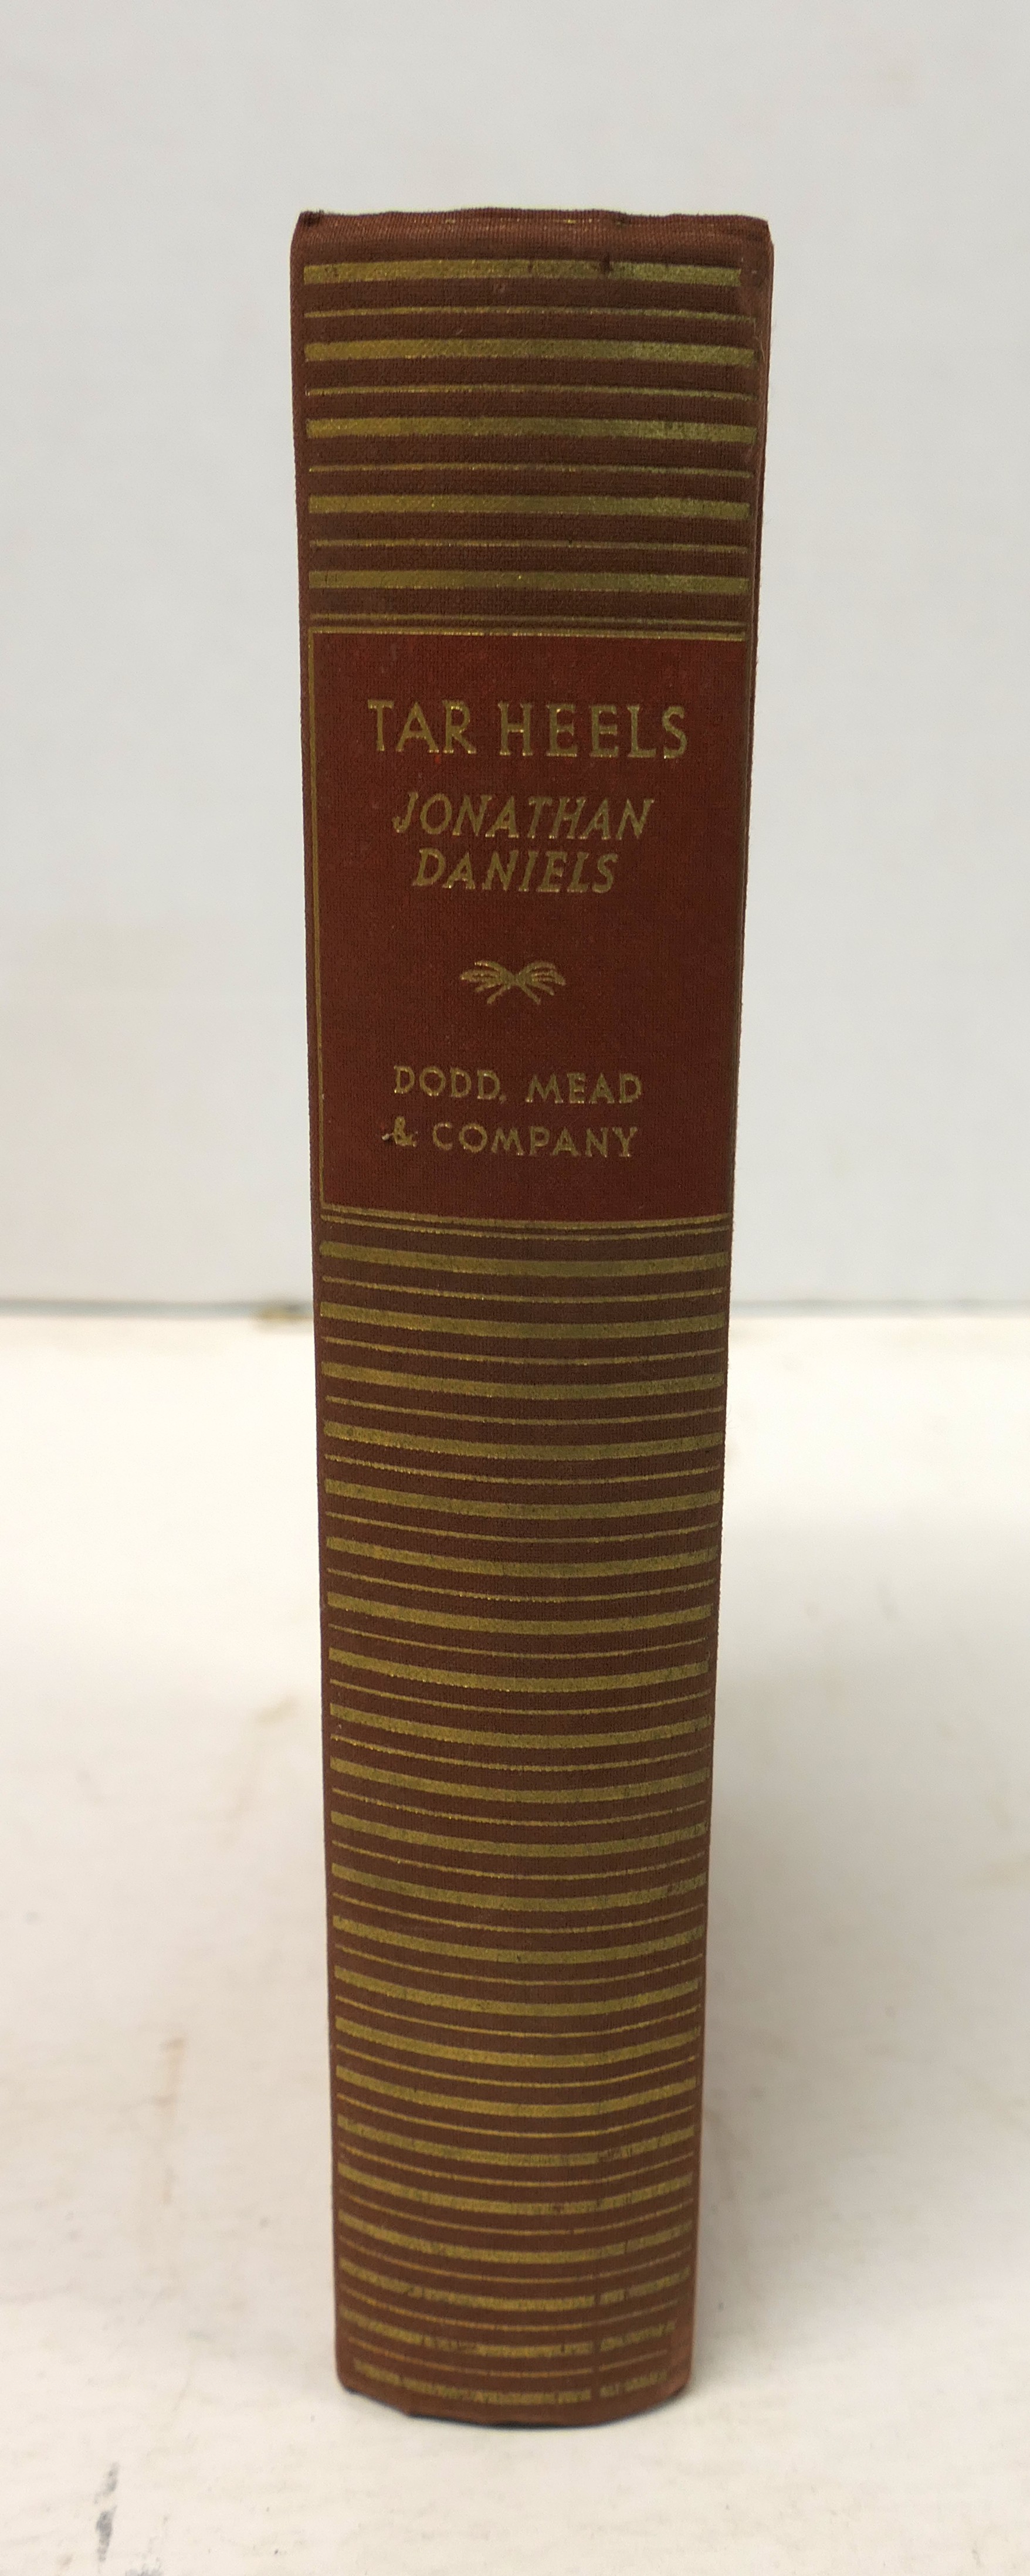 TAR HEELS
JONATHAN
DANIELS
DODD, MEAD
& COMPANY